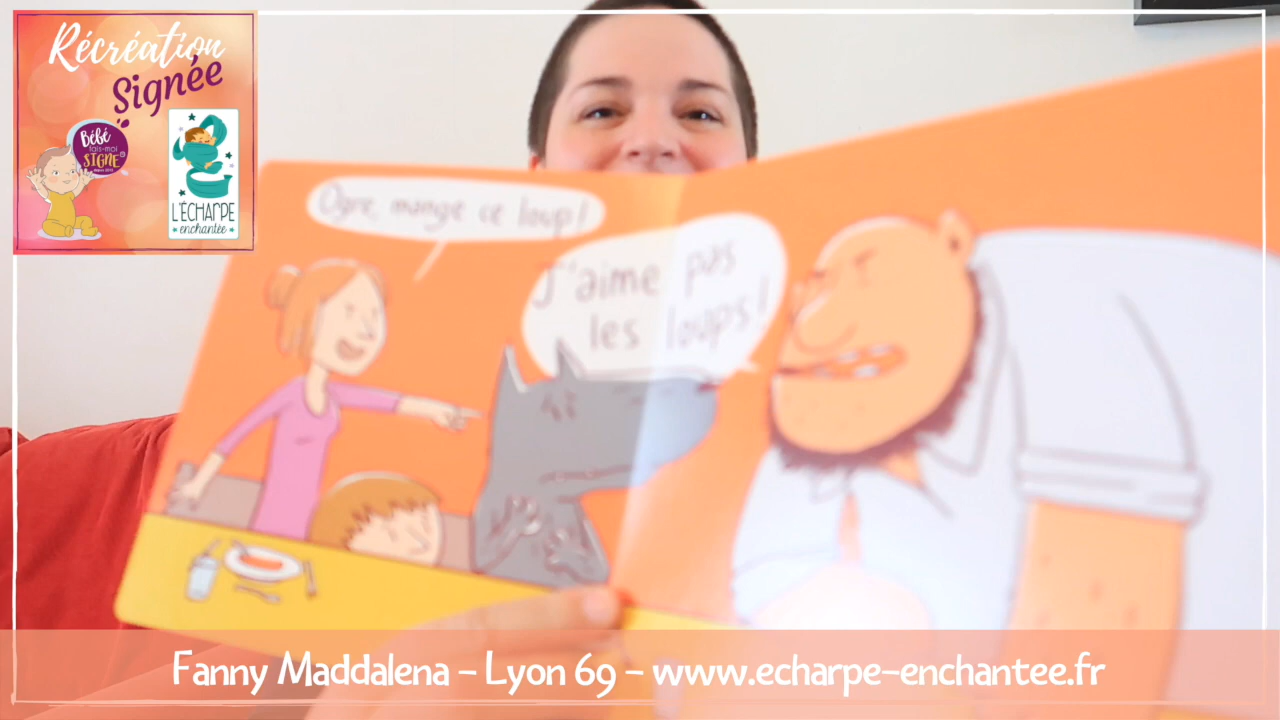 Récréation
Signée
Bébé
fais-moi
SIGNE
L'ÉCHARPE
enchantée
Ogre, mange ce loup !
J'aime pas
les loups !
Fanny Maddalena – Lyon 69 – www.echarpe-enchantee.fr